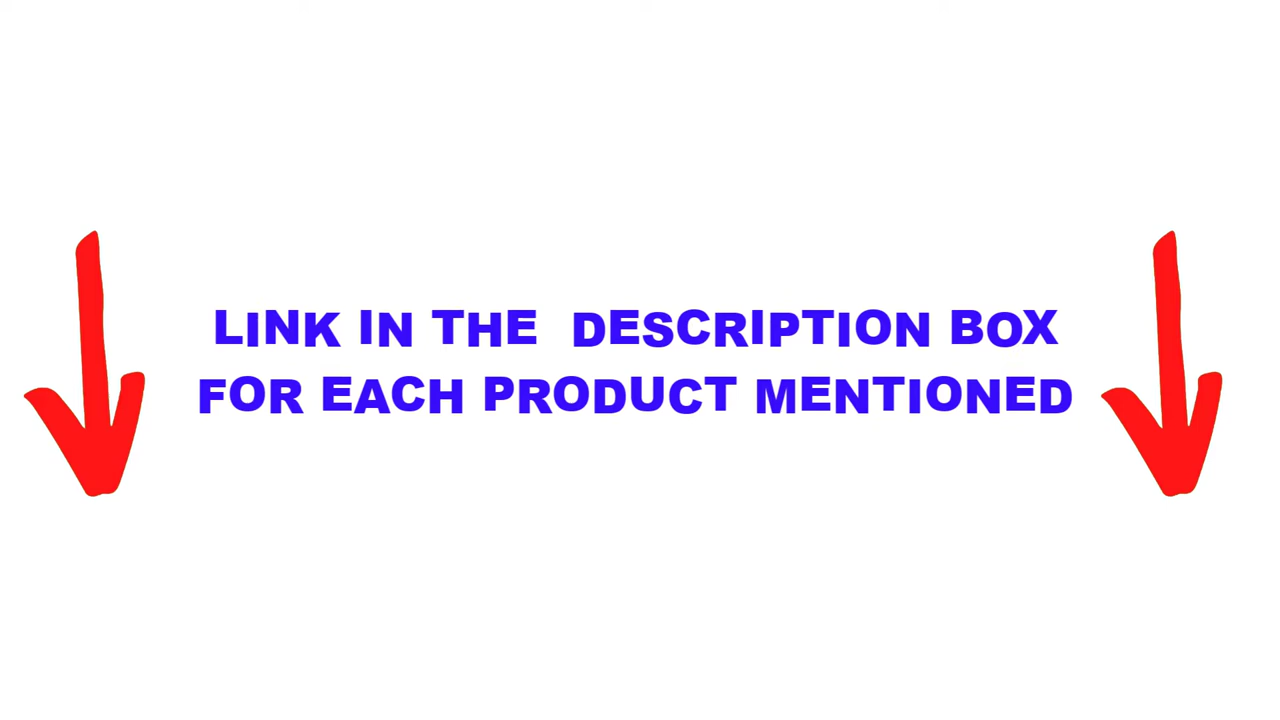 LINK IN THE DESCRIPTION BOX
FOR EACH PRODUCT MENTIONED